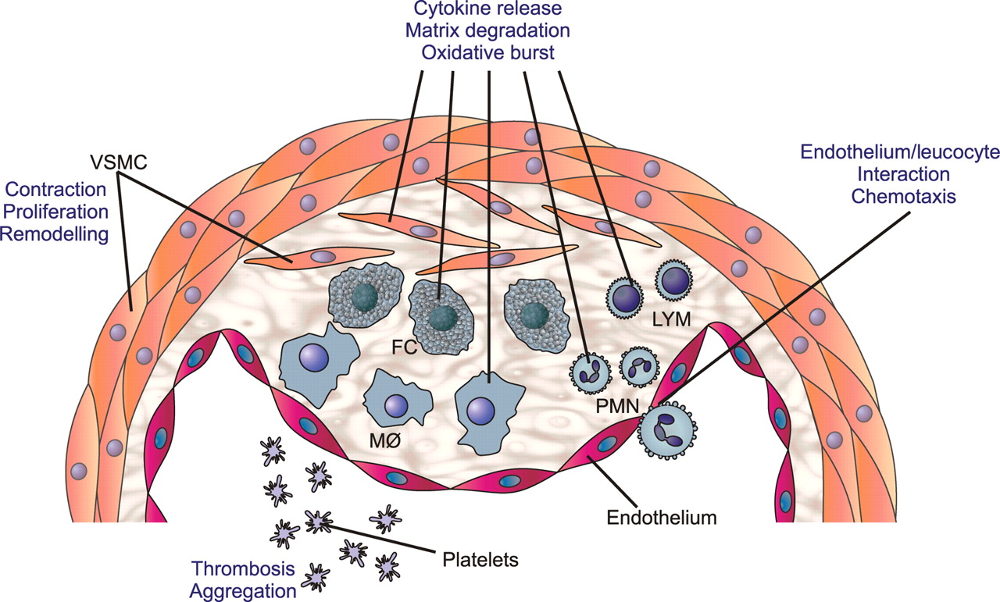 Cytokine release
Matrix degradation
Oxidative burst
VSMC
Contraction
Proliferation
Remodelling
Endothelium/leucocyte
Interaction
Chemotaxis
LYM
FC
PMN
MØ
Endothelium
Platelets
Thrombosis
Aggregation